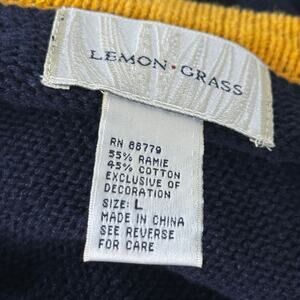 LEMON·GRASS
RN 88779
55% RAMIE
45% COTTON
EXCLUSIVE OF
DECORATION
SIZE: L
MADE IN CHINA
SEE REVERSE
FOR CARE